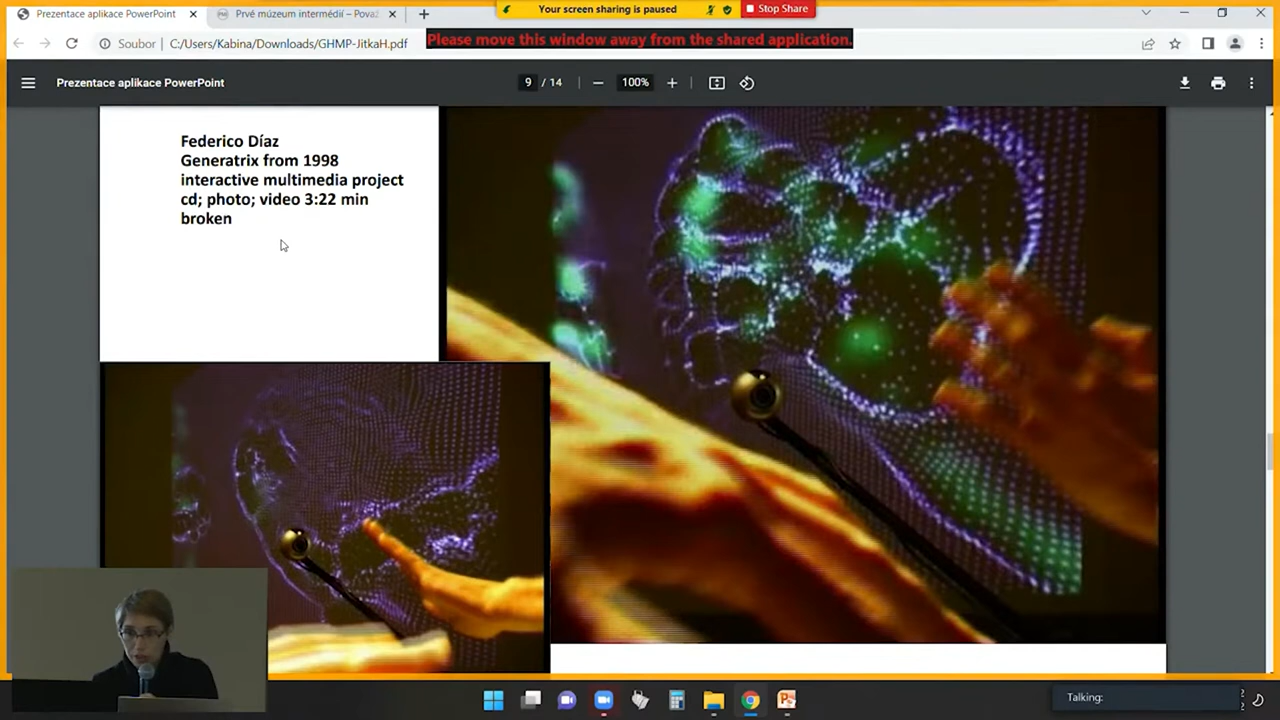 Prezentace aplikace PowerPoint
Prvé múzeum intermédií – Pova
Your screen sharing is paused
Stop Share
Soubor
C:/Users/Kabina/Downloads/GHMP-JitkaH.pdf
Please move this window away from the shared application.
Prezentace aplikace PowerPoint
9 / 14
100%
Federico Díaz
Generatrix from 1998
interactive multimedia project
cd; photo; video 3:22 min
broken
Talking: